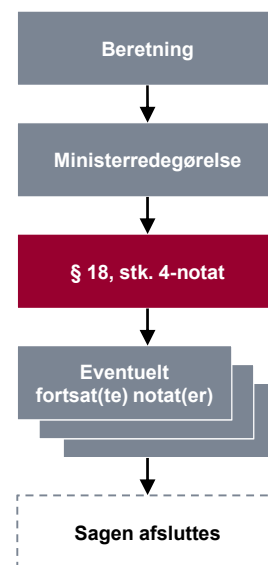 Beretning
Ministerredegørelse
§ 18, stk. 4-notat
Eventuelt
fortsat(te) notat(er)
Sagen afsluttes